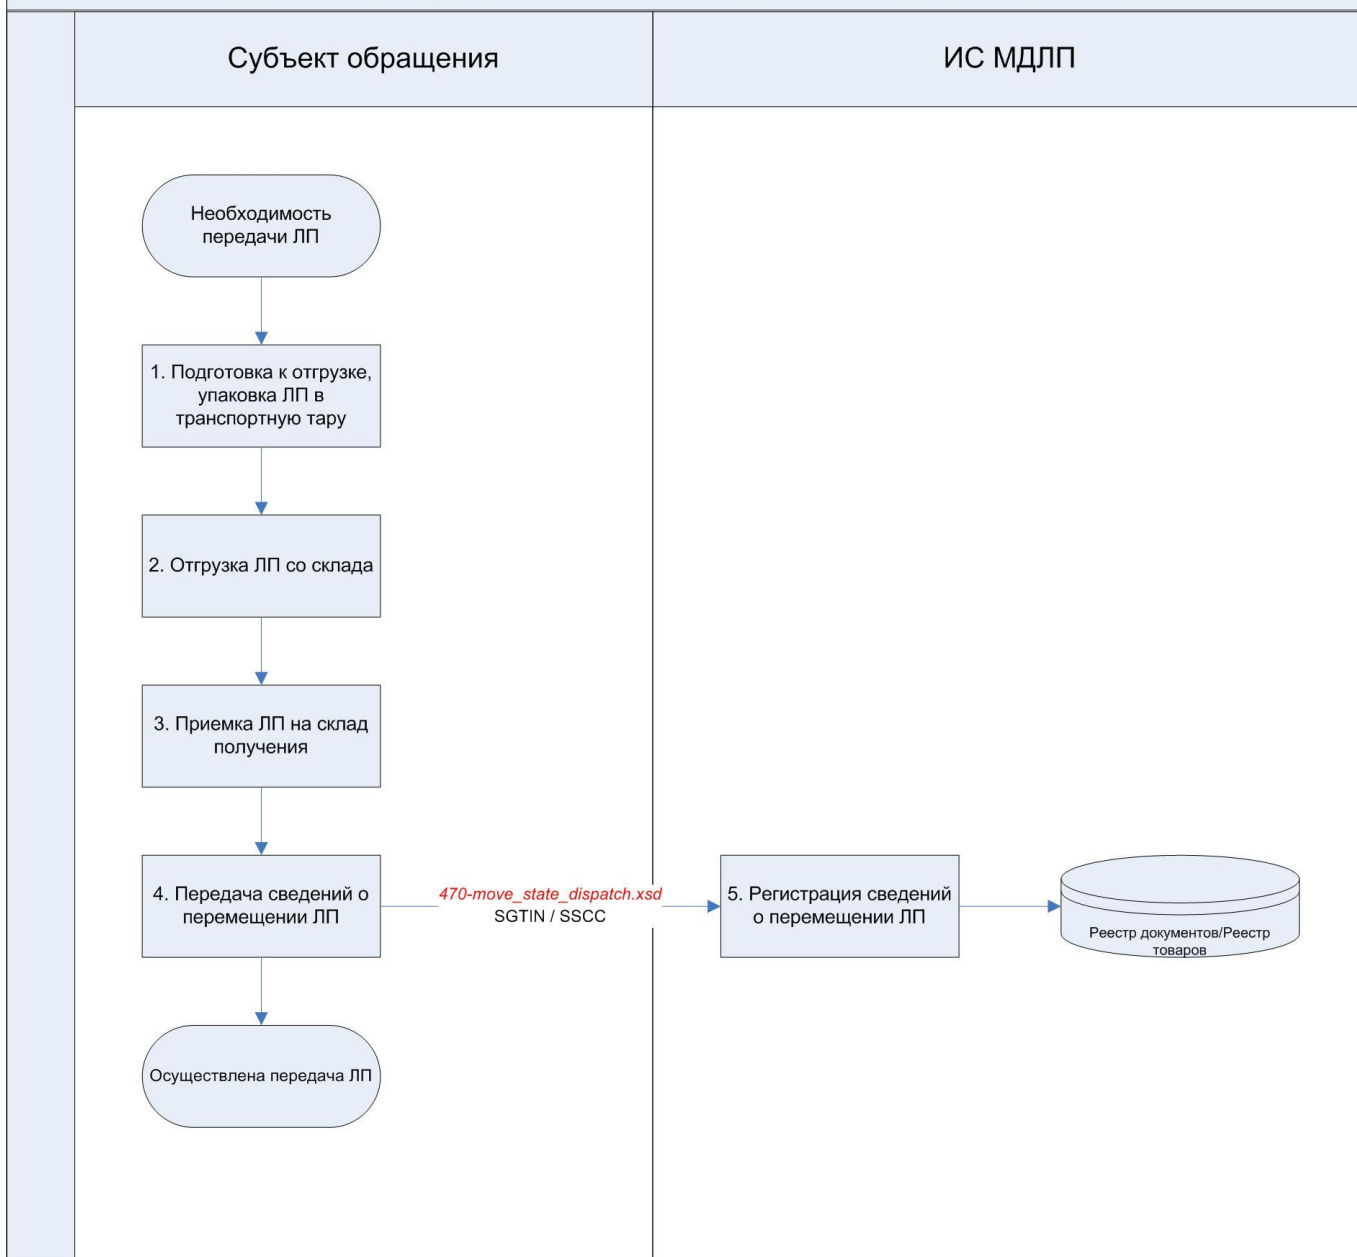 Субъект обращения
ИС МДЛП
Необходимость
передачи ЛП
1. Подготовка к отгрузке,
упаковка ЛП в
транспортную тару
2. Отгрузка ЛП со склада
3. Приемка ЛП на склад
получения
4. Передача сведений о
перемещении ЛП
470-move_state_dispatch.xsd
SGTIN / SSCC
5. Регистрация сведений
о перемещении ЛП
Реестр документов/Реестр
товаров
Осуществлена передача ЛП